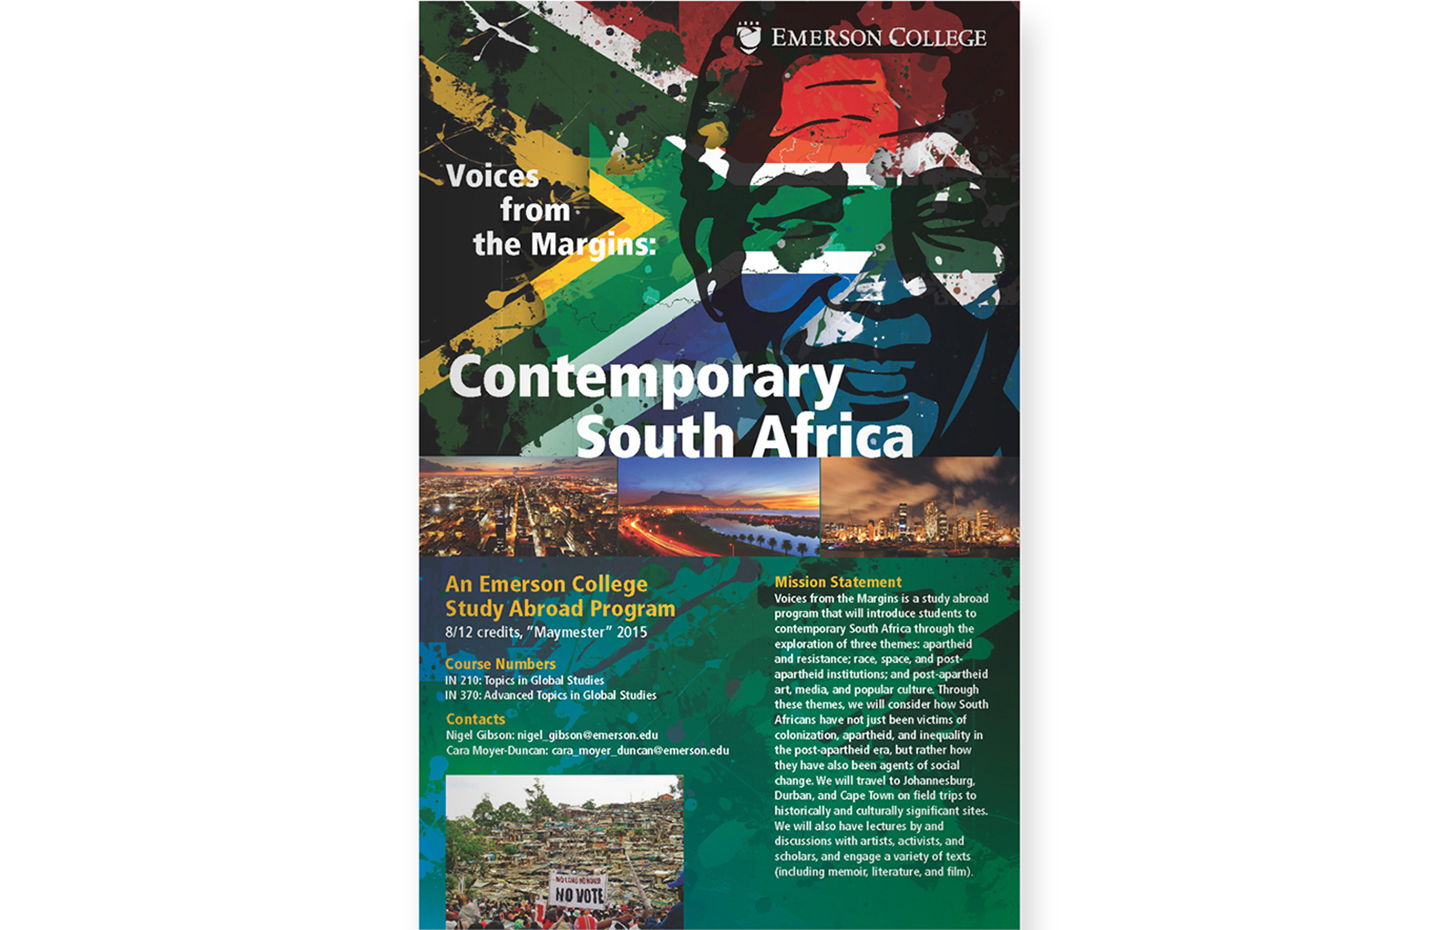 EMERSON COLLEGE
Voices
from
the Margins:
Contemporary
South Africa
An Emerson College
Study Abroad Program
8/12 credits, ”Maymester” 2015
Course Numbers
IN 210: Topics in Global Studies
IN 370: Advanced Topics in Global Studies
Contacts
Nigel Gibson: nigel_gibson@emerson.edu
Cara Moyer-Duncan: cara_moyer_duncan@emerson.edu
NO VOTE
Mission Statement
Voices from the Margins is a study abroad
program that will introduce students to
contemporary South Africa through the
exploration of three themes: apartheid
and resistance; race, space, and post-
apartheid institutions; and post-apartheid
art, media, and popular culture. Through
these themes, we will consider how South
Africans have not just been victims of
colonization, apartheid, and inequality in
the post-apartheid era, but rather how
they have also been agents of social
change. We will travel to Johannesburg,
Durban, and Cape Town on field trips to
historically and culturally significant sites.
We will also have lectures by and
discussions with artists, activists, and
scholars, and engage a variety of texts
(including memoir, literature, and film).